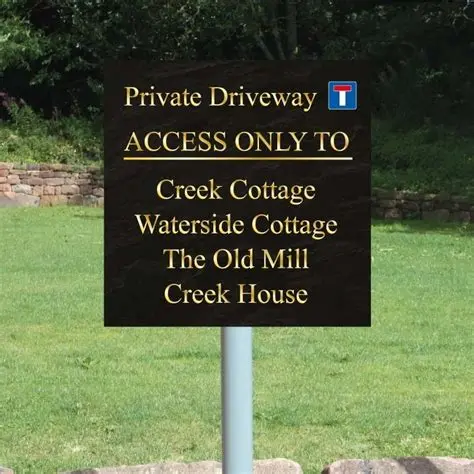 Private Driveway
ACCESS ONLY TO
Creek Cottage
Waterside Cottage
The Old Mill
Creek House